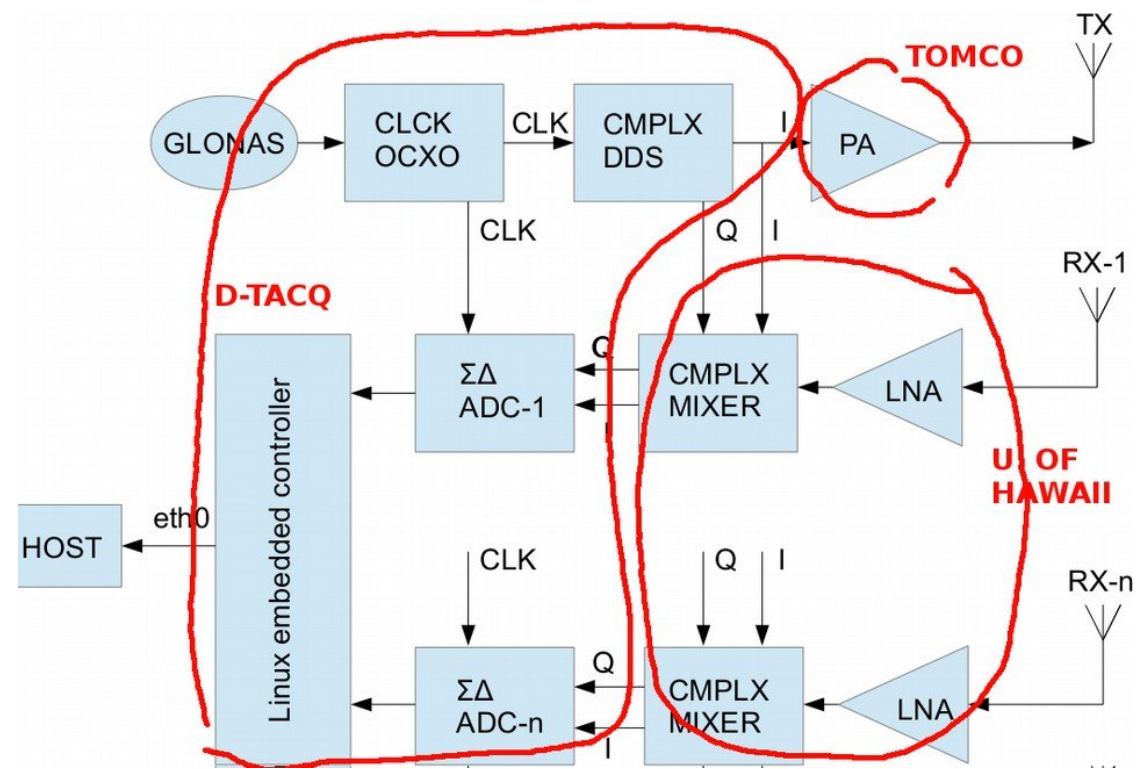 TX
TOMCO
GLONAS
CLCK
OCXO
CLK
CMPLX
DDS
I
PA
CLK
Q
I
RX-1
D-TACQ
Linux embedded controller
ΣΔ
ADC-1
Q
I
CMPLX
MIXER
LNA
U OF
HAWAII
eth0
HOST
CLK
Q
I
RX-n
ΣΔ
ADC-n
Q
I
CMPLX
MIXER
LNA